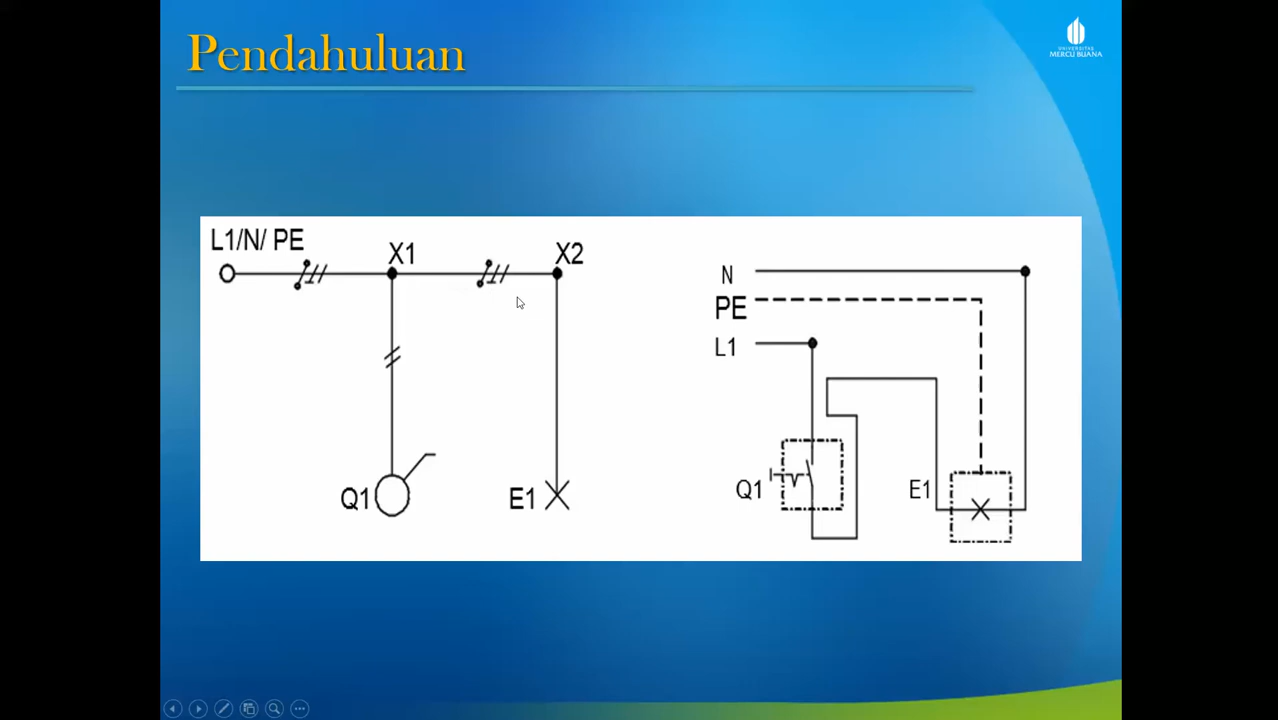 Pendahuluan
UNIVERSITAS
MERCU BUANA
L1/N/ PE
X1
X2
Q1
E1
N
PE
L1
Q1
E1